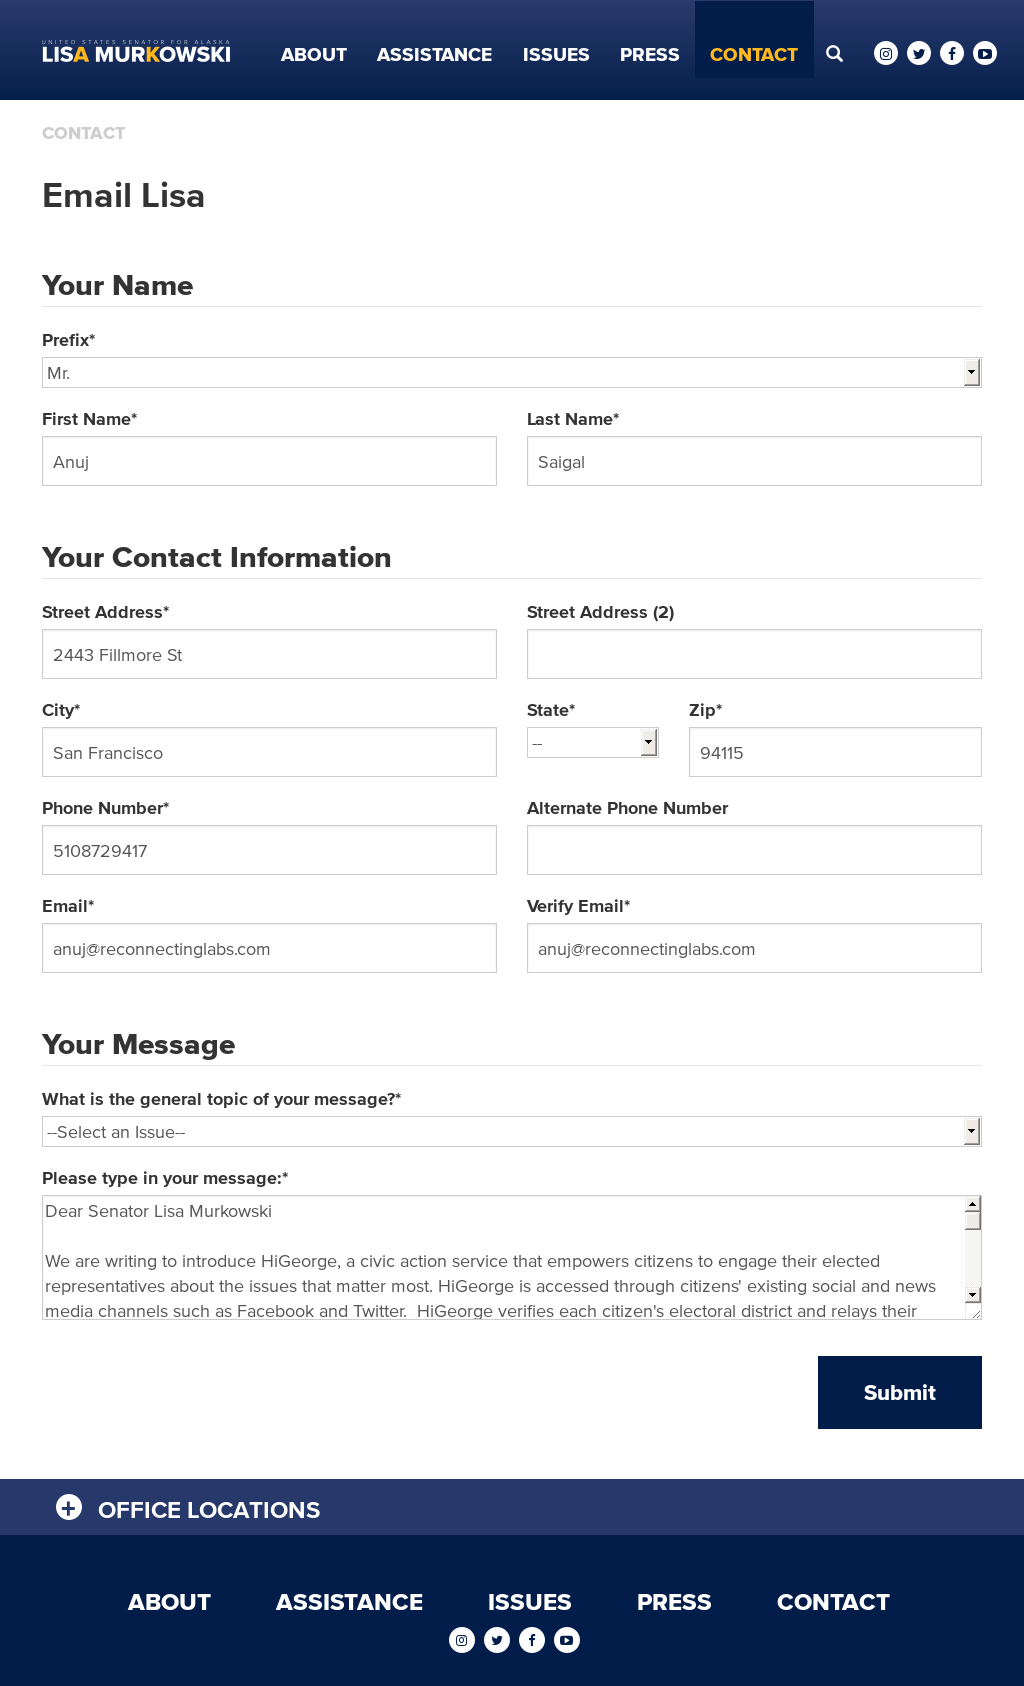 UNITED STATES SENATOR FOR ALASKA
LISA MURKOWSKI
ABOUT ASSISTANCE ISSUES PRESS CONTACT
CONTACT
Email Lisa
Your Name
Prefix*
Mr.
First Name* Last Name*
Anuj Saigal
Your Contact Information
Street Address* Street Address (2)
2443 Fillmore St
City* State* Zip*
San Francisco -- 94115
Phone Number* Alternate Phone Number
5108729417
Email* Verify Email*
anuj@reconnectinglabs.com anuj@reconnectinglabs.com
Your Message
What is the general topic of your message?*
--Select an Issue--
Please type in your message:*
Dear Senator Lisa Murkowski
We are writing to introduce HiGeorge, a civic action service that empowers citizens to engage their elected
representatives about the issues that matter most. HiGeorge is accessed through citizens' existing social and news
media channels such as Facebook and Twitter.  HiGeorge verifies each citizen's electoral district and relays their
Submit
OFFICE LOCATIONS
ABOUT ASSISTANCE ISSUES PRESS CONTACT